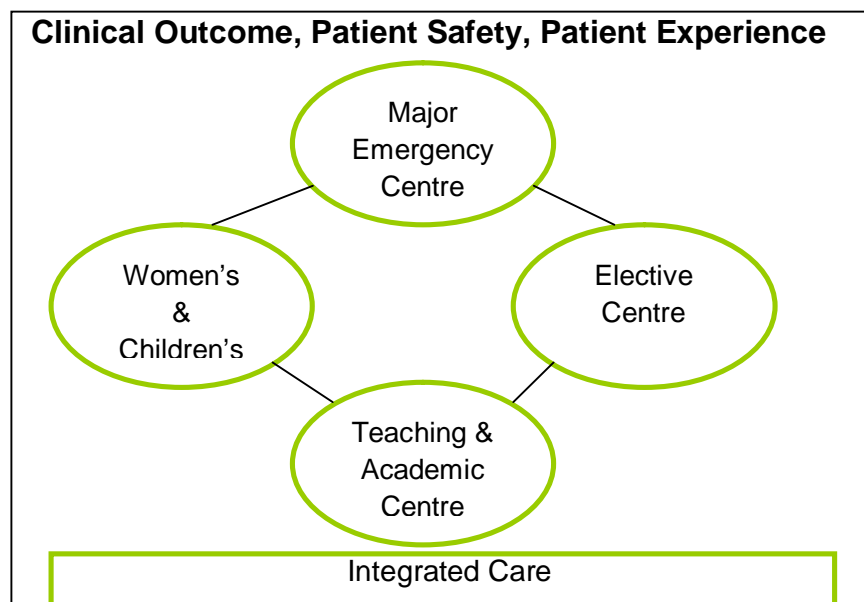 Clinical Outcome, Patient Safety, Patient Experience
Major
Emergency
Centre
Women's
&
Children's
Elective
Centre
Teaching &
Academic
Centre
Integrated Care